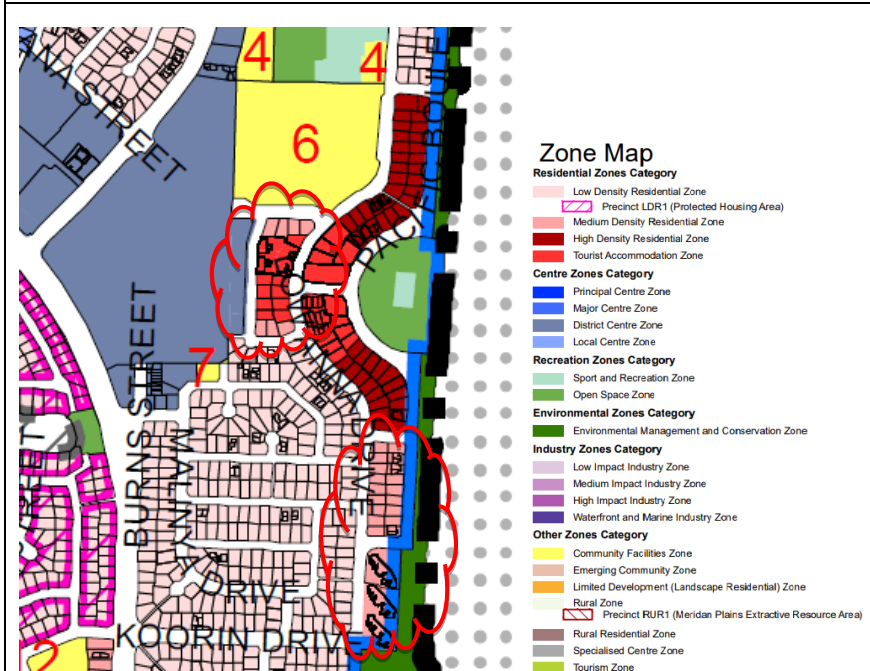 4
4
6
ANA STREET
PACIFIC BOULE
7
BURNS STREET
MALINYA DRIVE
DRIVE
KOORIN DRIVE
2
Zone Map
Residential Zones Category
Low Density Residential Zone
Precinct LDR1 (Protected Housing Area)
Medium Density Residential Zone
High Density Residential Zone
Tourist Accommodation Zone
Centre Zones Category
Principal Centre Zone
Major Centre Zone
District Centre Zone
Local Centre Zone
Recreation Zones Category
Sport and Recreation Zone
Open Space Zone
Environmental Zones Category
Environmental Management and Conservation Zone
Industry Zones Category
Low Impact Industry Zone
Medium Impact Industry Zone
High Impact Industry Zone
Waterfront and Marine Industry Zone
Other Zones Category
Community Facilities Zone
Emerging Community Zone
Limited Development (Landscape Residential) Zone
Rural Zone
Precinct RUR1 (Meridan Plains Extractive Resource Area)
Rural Residential Zone
Specialised Centre Zone
Tourism Zone